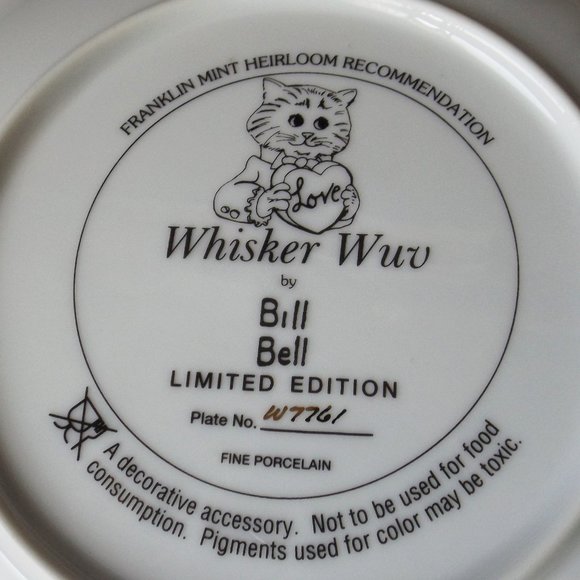 FRANKLIN MINT HEIRLOOM RECOMMENDATION
Love
Whisker Wuv
by
Bill
Bell
LIMITED EDITION
Plate No. W7761
FINE PORCELAIN
A decorative accessory. Not to be used for food
consumption. Pigments used for color may be toxic.